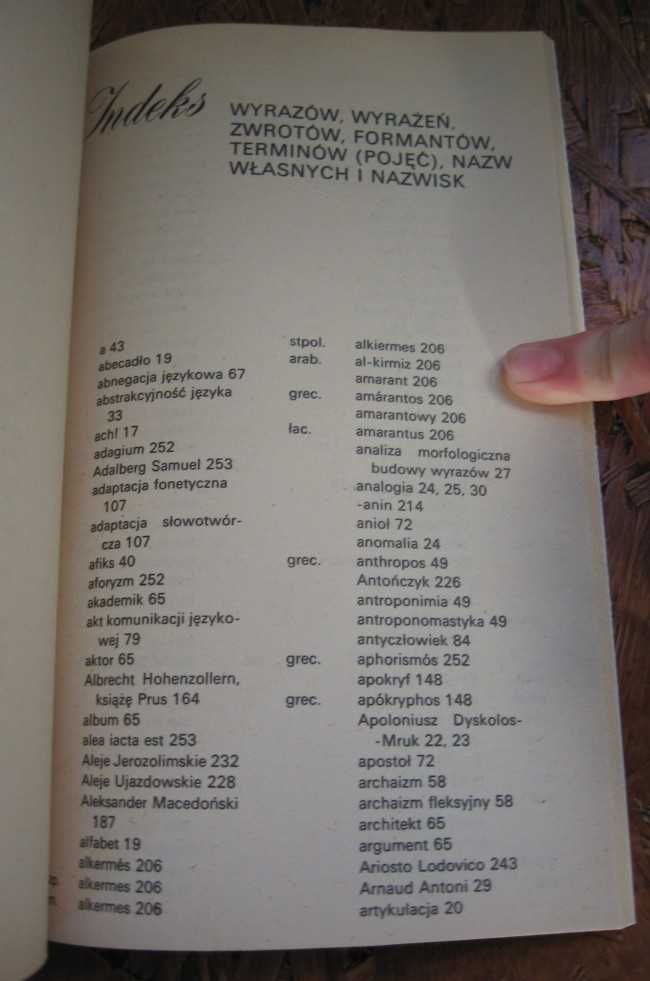 Indeks
WYRAZÓW, WYRAŻEŃ,
ZWROTÓW, FORMANTÓW,
TERMINÓW (POJĘĆ), NAZW
WŁASNYCH I NAZWISK
a 43
abecadło 19
abnegacja językowa 67
abstrakcyjność języka
33
ach! 17
adagium 252
Adalberg Samuel 253
adaptacja fonetyczna
107
adaptacja słowotwór-
cza 107
afiks 40
aforyzm 252
akademik 65
akt komunikacji języko-
wej 79
aktor 65
Albrecht Hohenzollern,
książę Prus 164
album 65
alea iacta est 253
Aleje Jerozolimskie 232
Aleje Ujazdowskie 228
Aleksander Macedoński
187
alfabet 19
alkermés 206
alkermes 206
alkermes 206
stpol. alkiermes 206
arab. al-kirmiz 206
amarant 206
grec. amárantos 206
amarantowy 206
łac. amarantus 206
analiza morfologiczna
budowy wyrazów 27
analogia 24, 25, 30
-anin 214
anioł 72
anomalia 24
grec. anthropos 49
Antończyk 226
antroponimia 49
antroponomastyka 49
antyczłowiek 84
grec. aphorismós 252
apokryf 148
grec. apókryphos 148
Apoloniusz Dyskolos-
-Mruk 22, 23
apostoł 72
archaizm 58
archaizm fleksyjny 58
architekt 65
argument 65
Ariosto Lodovico 243
Arnaud Antoni 29
artykulacja 20